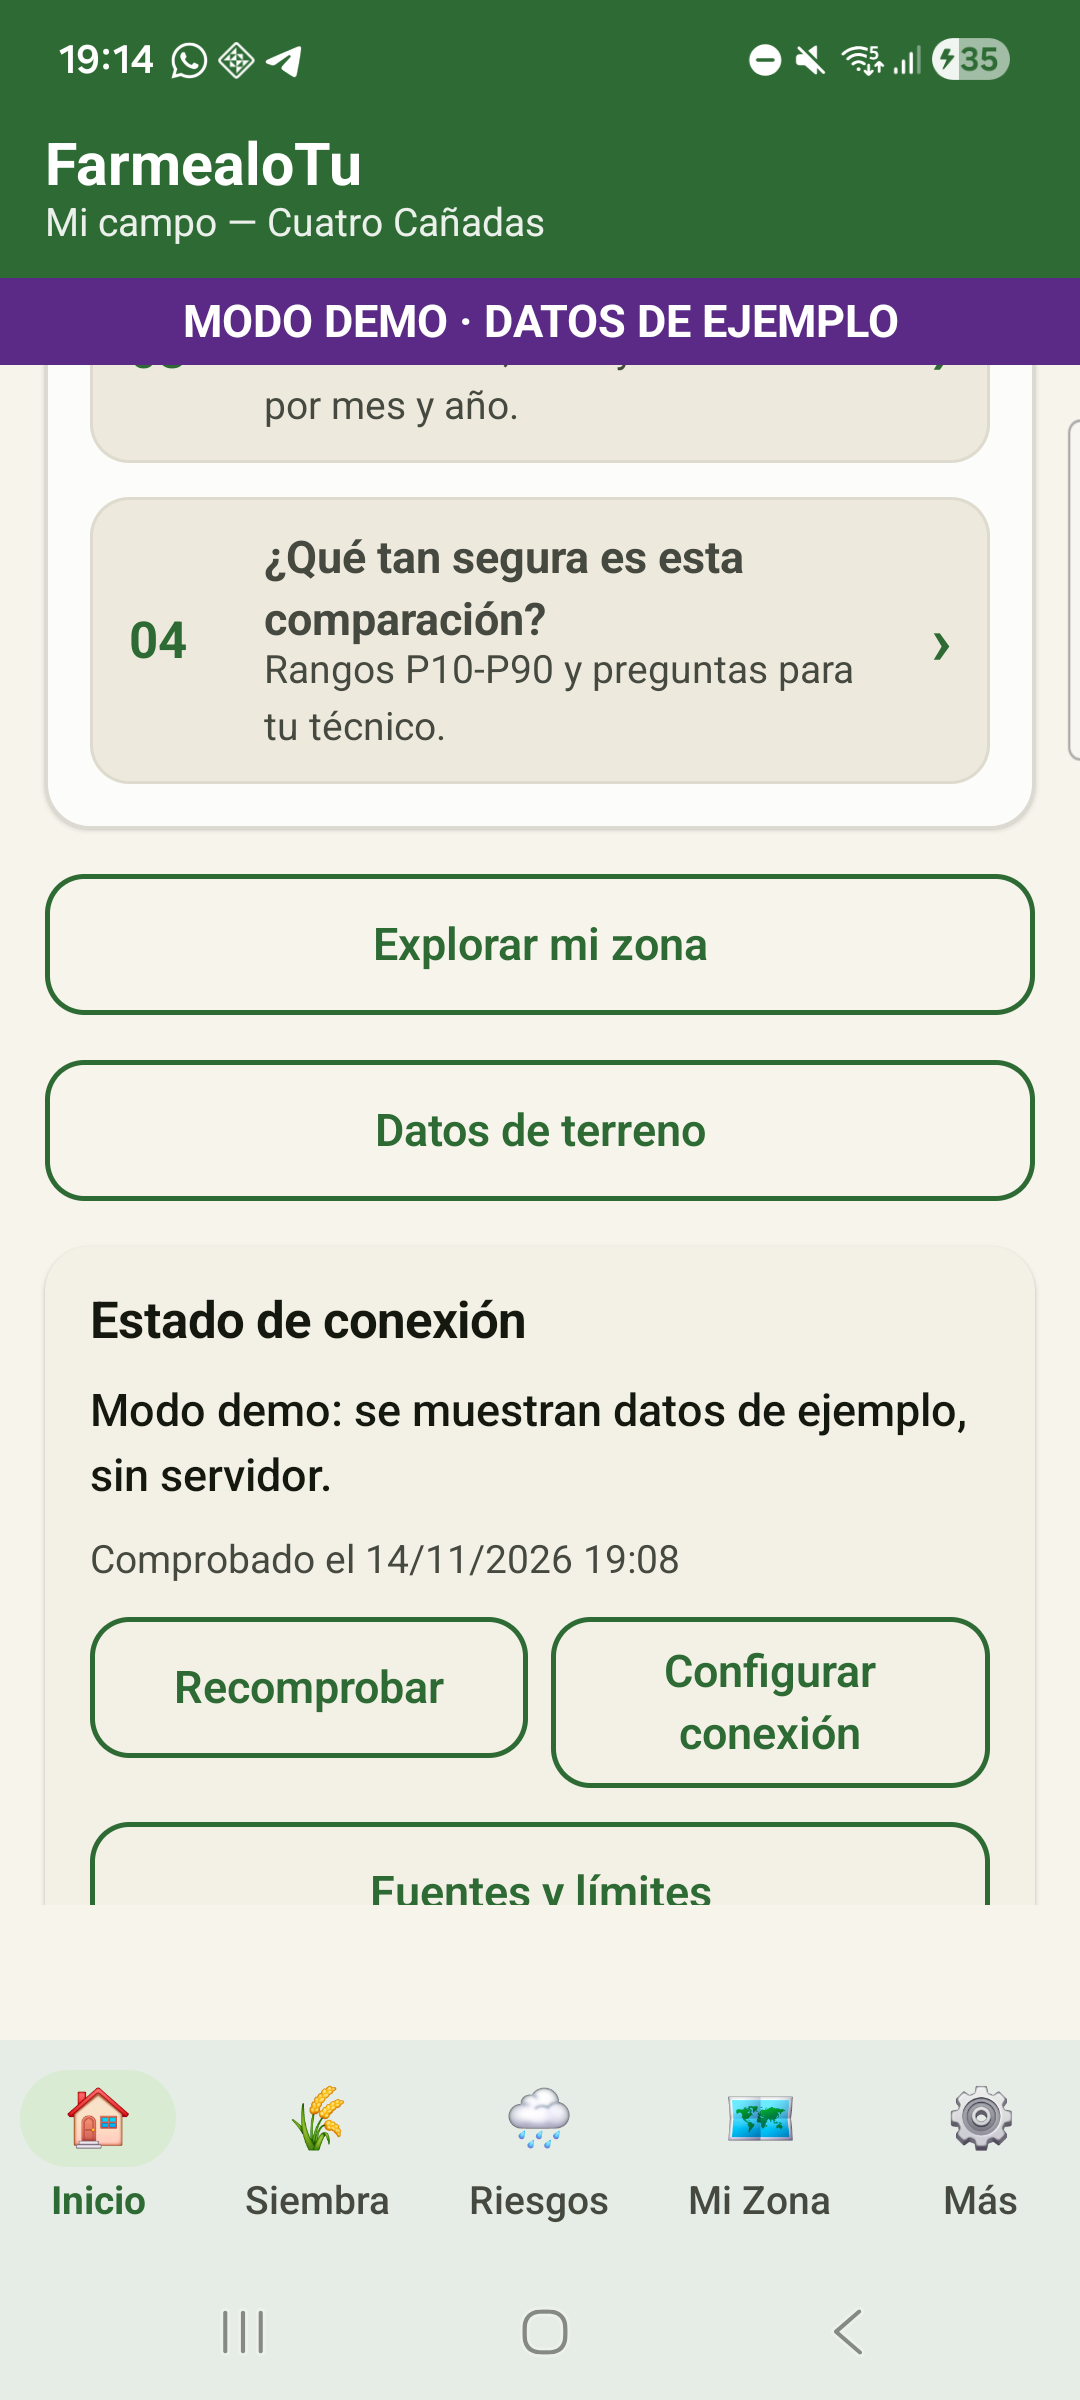 19:14
5
35
FarmealoTu
Mi campo — Cuatro Cañadas
MODO DEMO · DATOS DE EJEMPLO
por mes y año.
¿Qué tan segura es esta
comparación?
04
Rangos P10-P90 y preguntas para
tu técnico.
Explorar mi zona
Datos de terreno
Estado de conexión
Modo demo: se muestran datos de ejemplo,
sin servidor.
Comprobado el 14/11/2026 19:08
Recomprobar
Configurar
conexión
Fuentes y límites
Inicio
Siembra
Riesgos
Mi Zona
Más